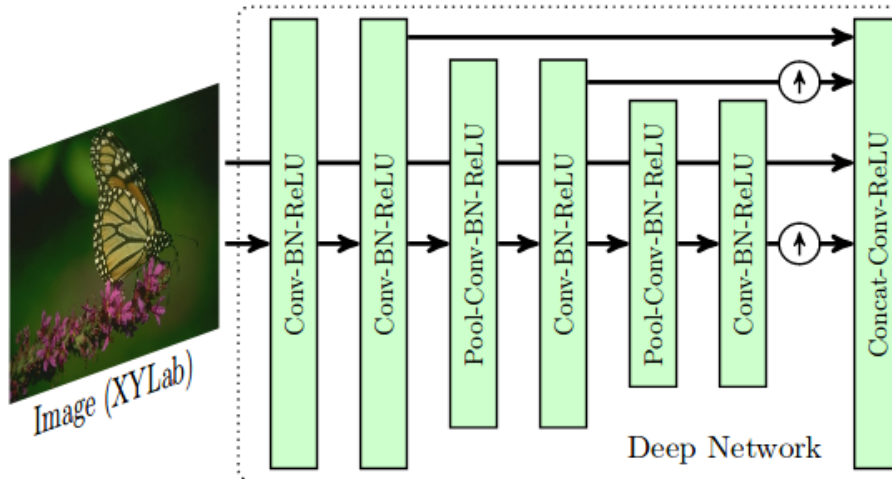 Image (XYLab)
Conv-BN-ReLU
Conv-BN-ReLU
Pool-Conv-BN-ReLU
Conv-BN-ReLU
Pool-Conv-BN-ReLU
Conv-BN-ReLU
Concat-Conv-ReLU
Deep Network